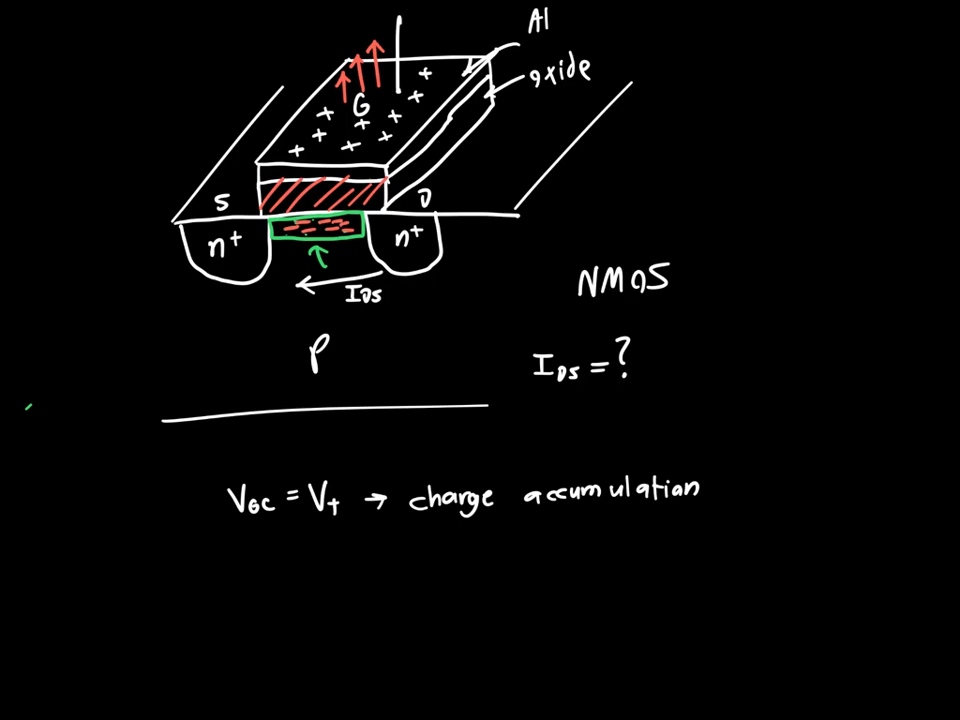 Al
oxide
G
S
D
n+
n+
IDS
NMOS
P
IDS = ?
VGC = Vt → charge accumulation